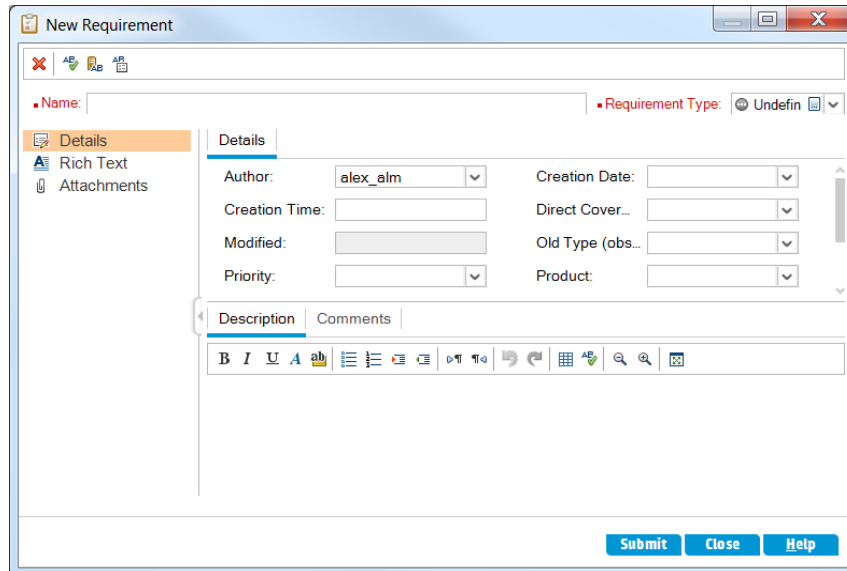 New Requirement
Name: Requirement Type: Undefin
Details Details
Rich Text
Attachments
Author: alex_alm Creation Date:
Creation Time: Direct Cover...
Modified: Old Type (obs...
Priority: Product:
Description Comments
B I U A ab
Submit Close Help